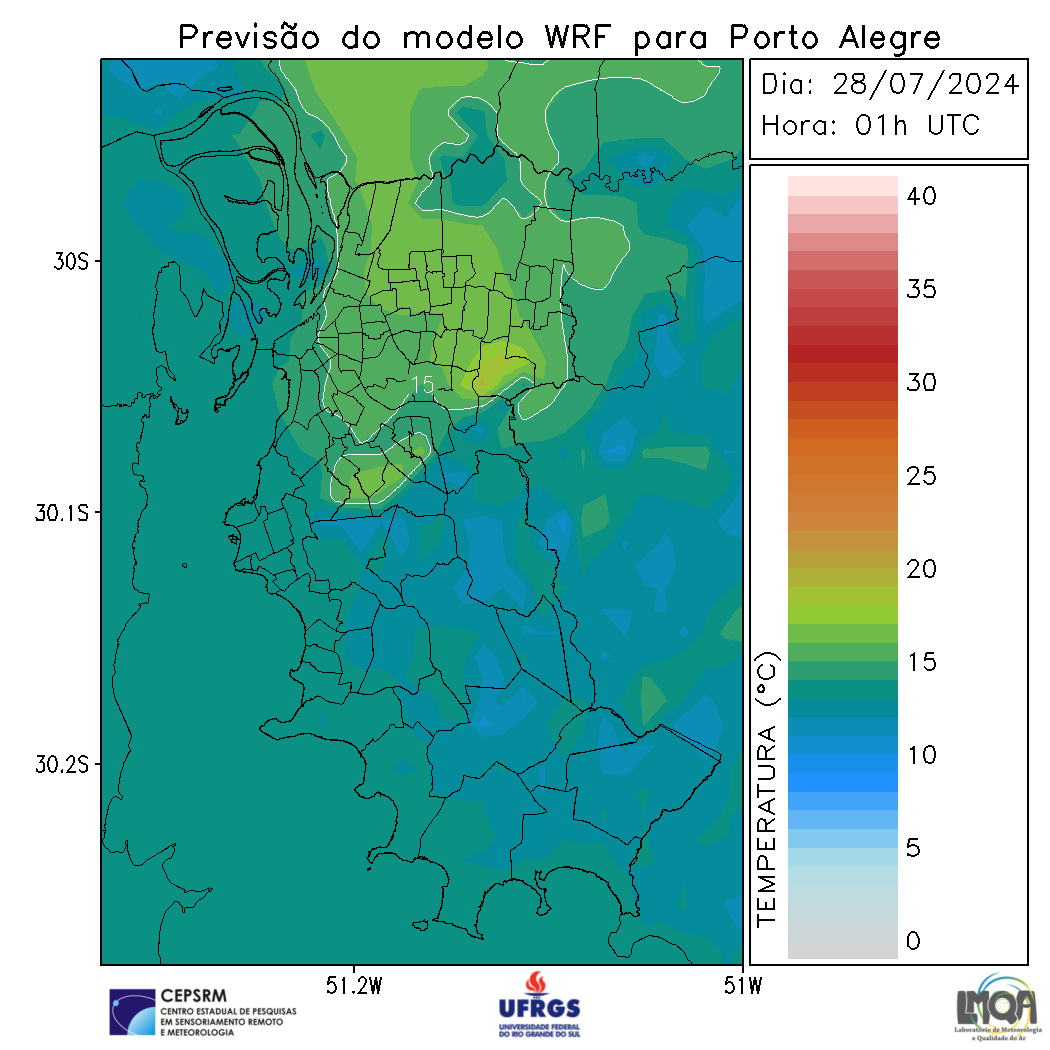 Previsão do modelo WRF para Porto Alegre
Dia: 28/07/2024
Hora: 01h UTC
40
35
30
25
20
15
10
5
0
TEMPERATURA (°C)
15
30S
30.1S
30.2S
51.2W
51W
CEPSRM
CENTRO ESTADUAL DE PESQUISAS
EM SENSORIAMENTO REMOTO
E METEOROLOGIA
UFRGS
UNIVERSIDADE FEDERAL
DO RIO GRANDE DO SUL
LMQA
Laboratório de Meteorologia
e Qualidade do Ar